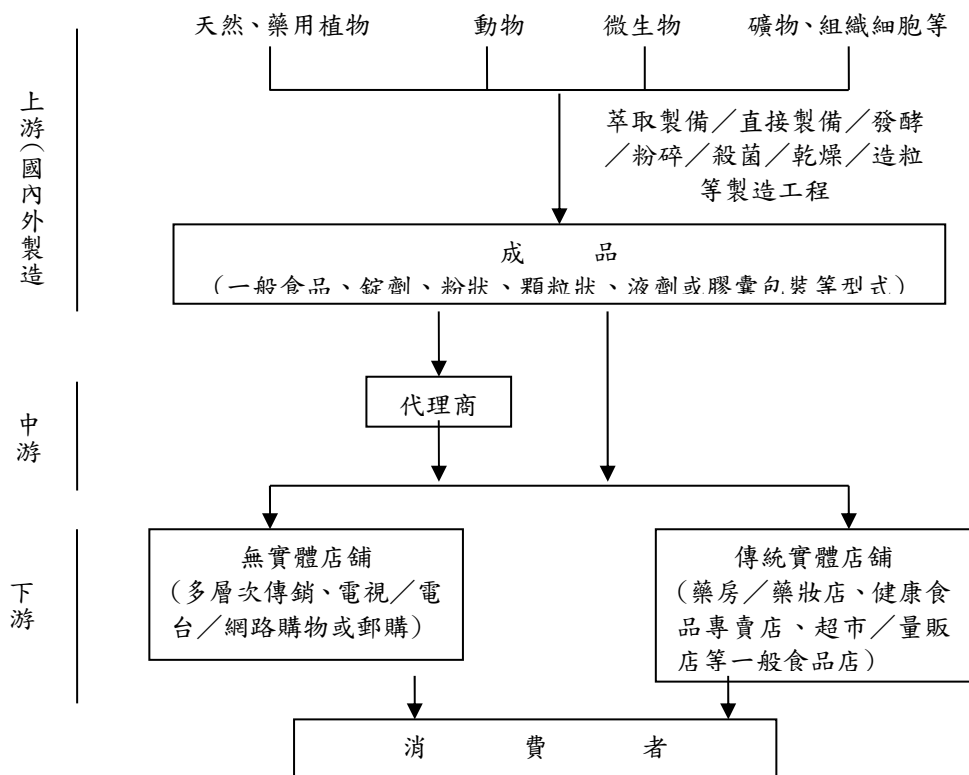 天然、藥用植物
動物
微生物
礦物、組織細胞等
上游(國內外製造
萃取製備／直接製備／發酵
／粉碎／殺菌／乾燥／造粒
等製造工程
成 品
(一般食品、錠劑、粉狀、顆粒狀、液劑或膠囊包裝等型式)
中游
代理商
下游
無實體店舖
(多層次傳銷、電視／電
台／網路購物或郵購)
傳統實體店舖
(藥房／藥妝店、健康食
品專賣店、超市／量販
店等一般食品店)
消 費 者